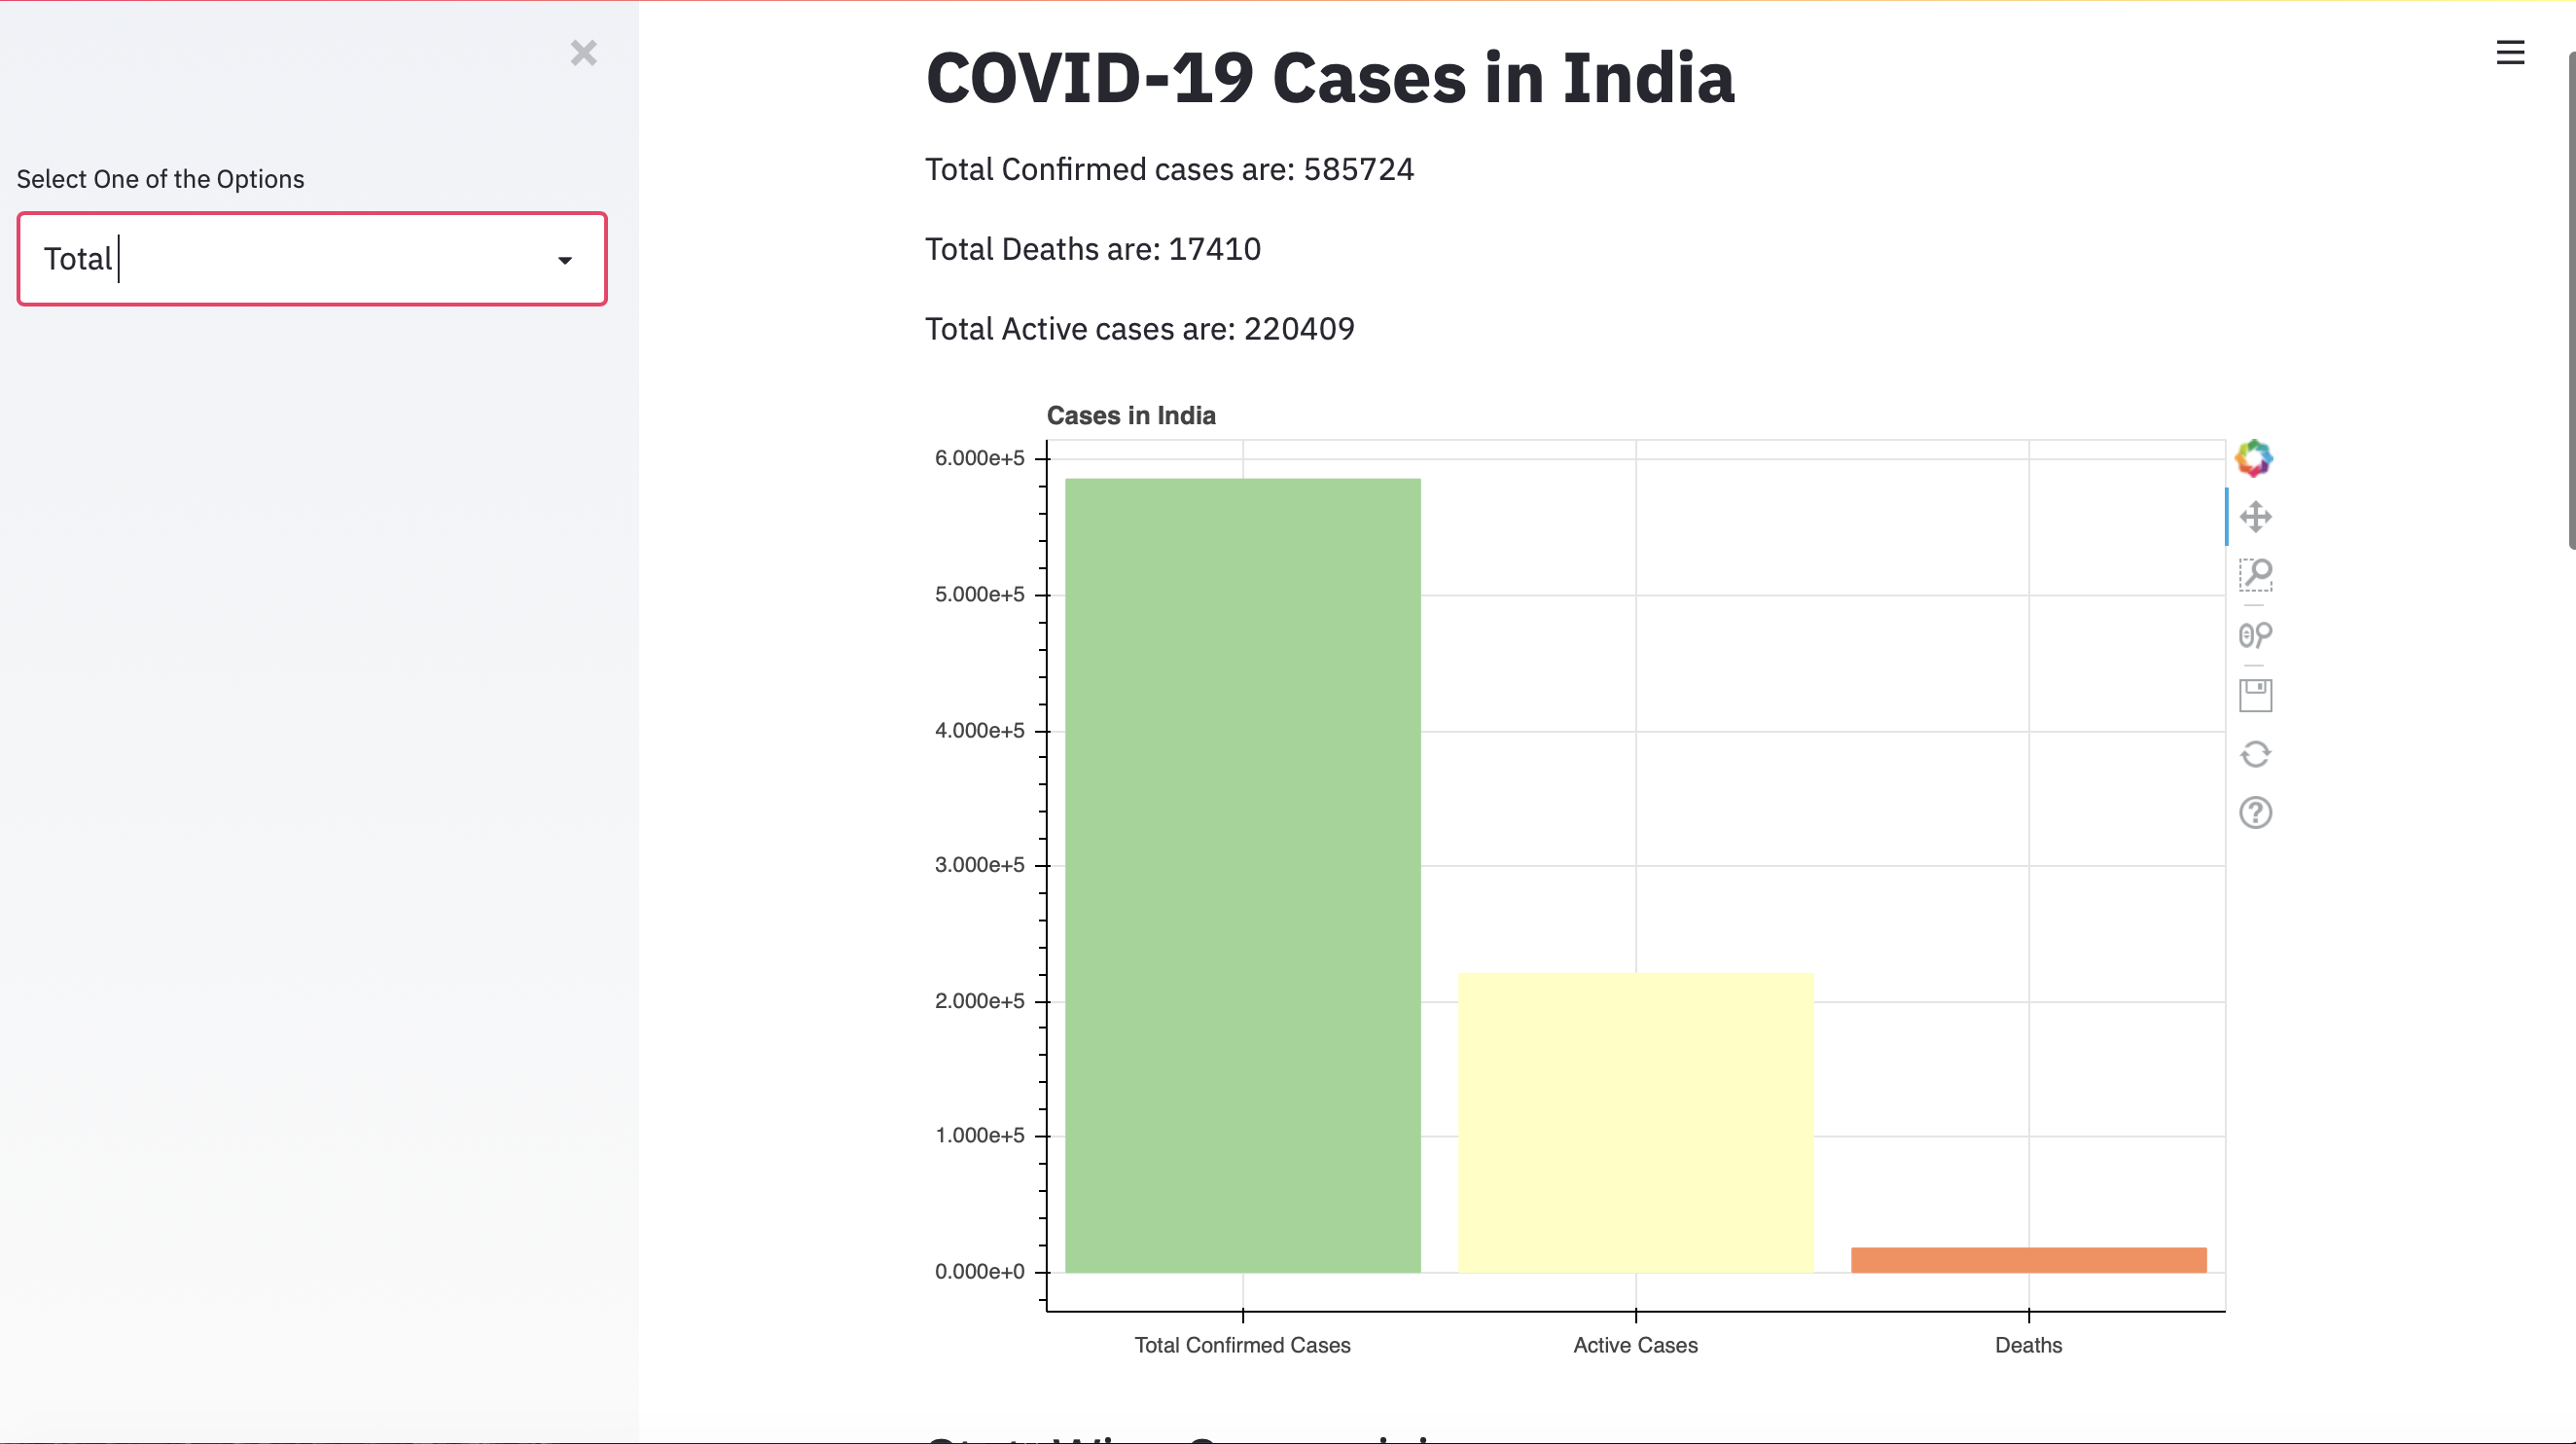 COVID-19 Cases in India
Select One of the Options
Total
Total Confirmed cases are: 585724
Total Deaths are: 17410
Total Active cases are: 220409
Cases in India
6.000e+5
5.000e+5
4.000e+5
3.000e+5
2.000e+5
1.000e+5
0.000e+0
Total Confirmed Cases
Active Cases
Deaths